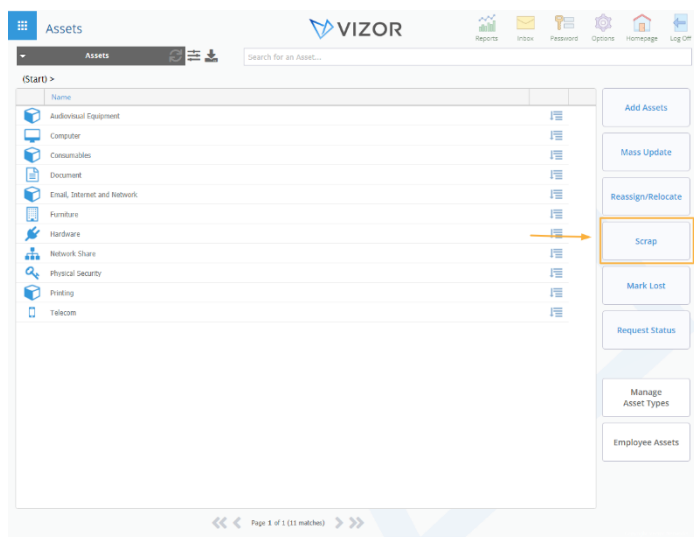 Assets
VIZOR
Reports
Inbox
Password
Options
Homepage
Log Off
Assets
Search for an Asset...
(Start) >
Name
Audiovisual Equipment
Computer
Consumables
Document
Email, Internet and Network
Furniture
Hardware
Network Share
Physical Security
Printing
Telecom
Add Assets
Mass Update
Reassign/Relocate
Scrap
Mark Lost
Request Status
Manage
Asset Types
Employee Assets
Page 1 of 1 (11 matches)